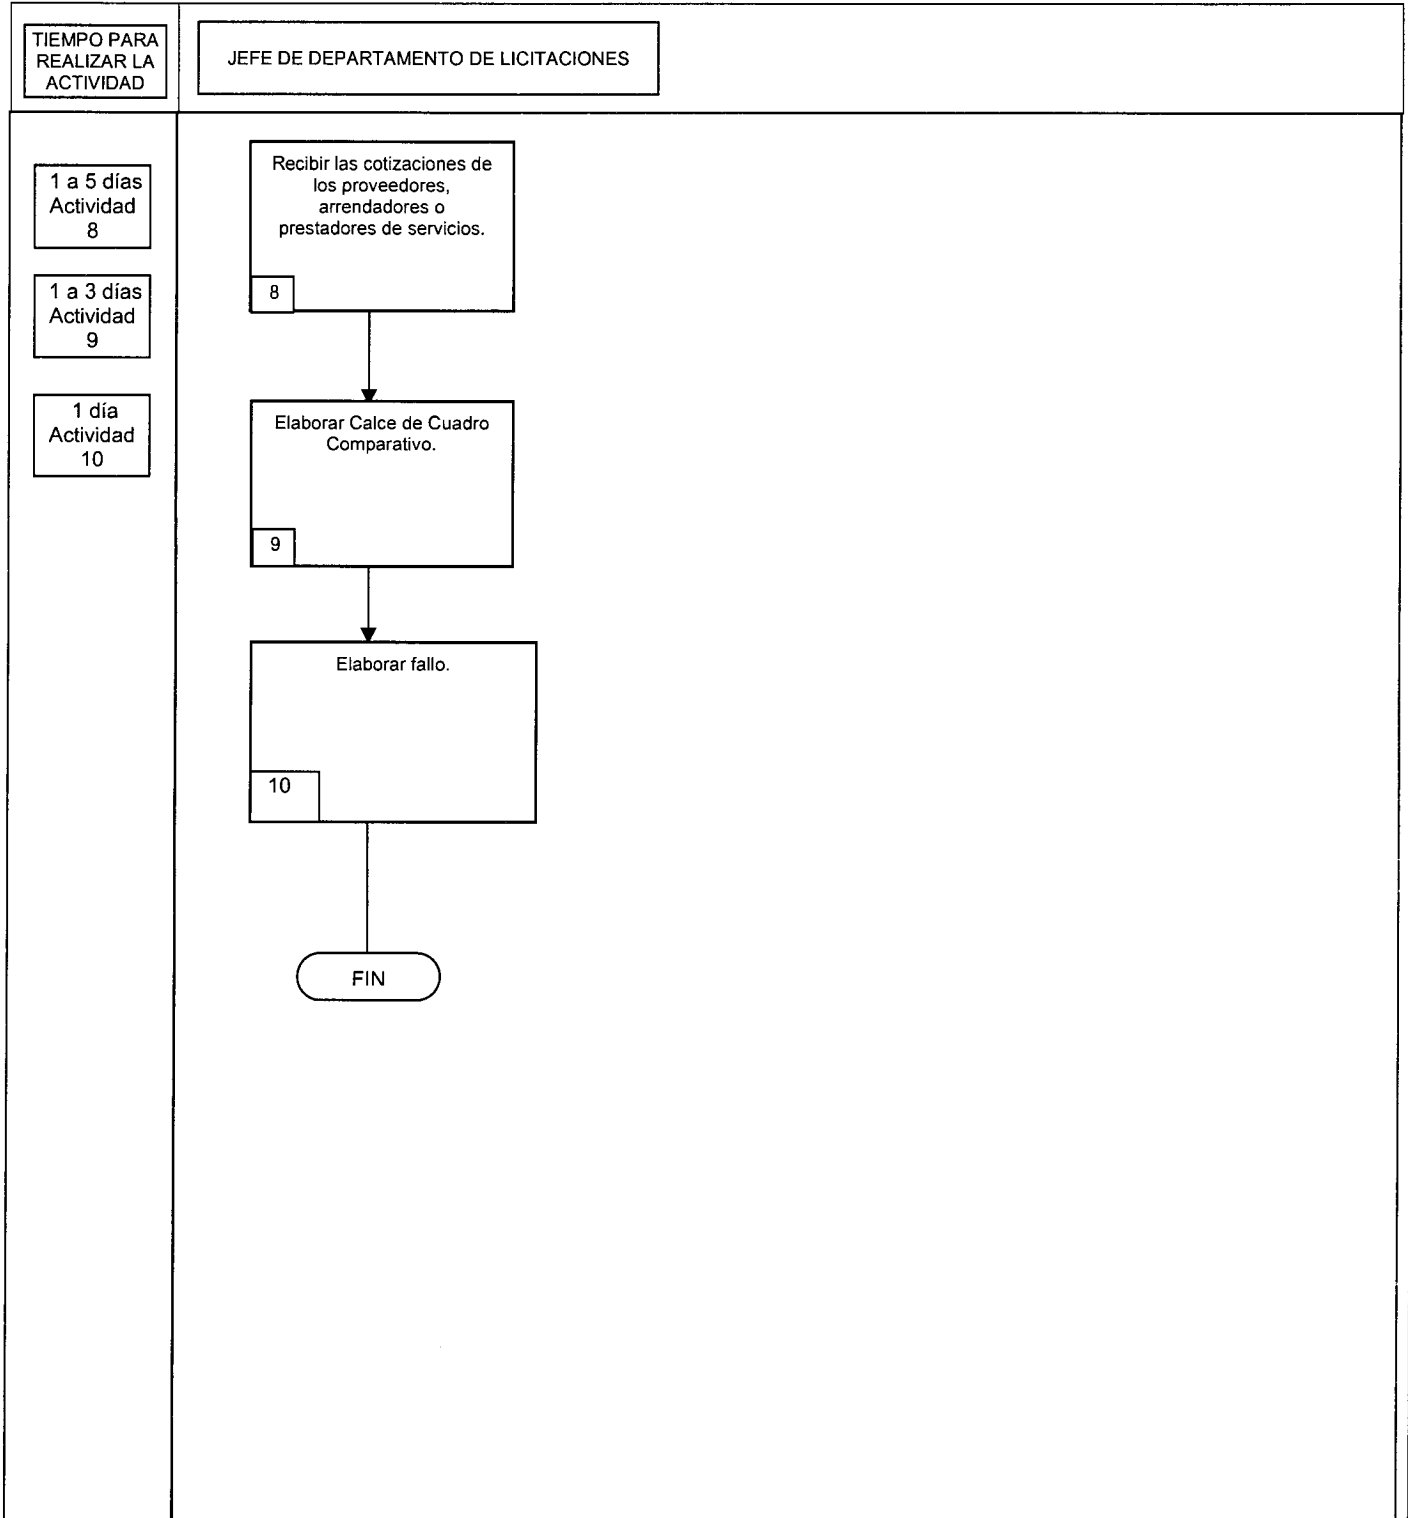 TIEMPO PARA
REALIZAR LA
ACTIVIDAD
JEFE DE DEPARTAMENTO DE LICITACIONES
1 a 5 días
Actividad
8
1 a 3 días
Actividad
9
1 día
Actividad
10
Recibir las cotizaciones de
los proveedores,
arrendadores o
prestadores de servicios.
8
Elaborar Calce de Cuadro
Comparativo.
9
Elaborar fallo.
10
FIN